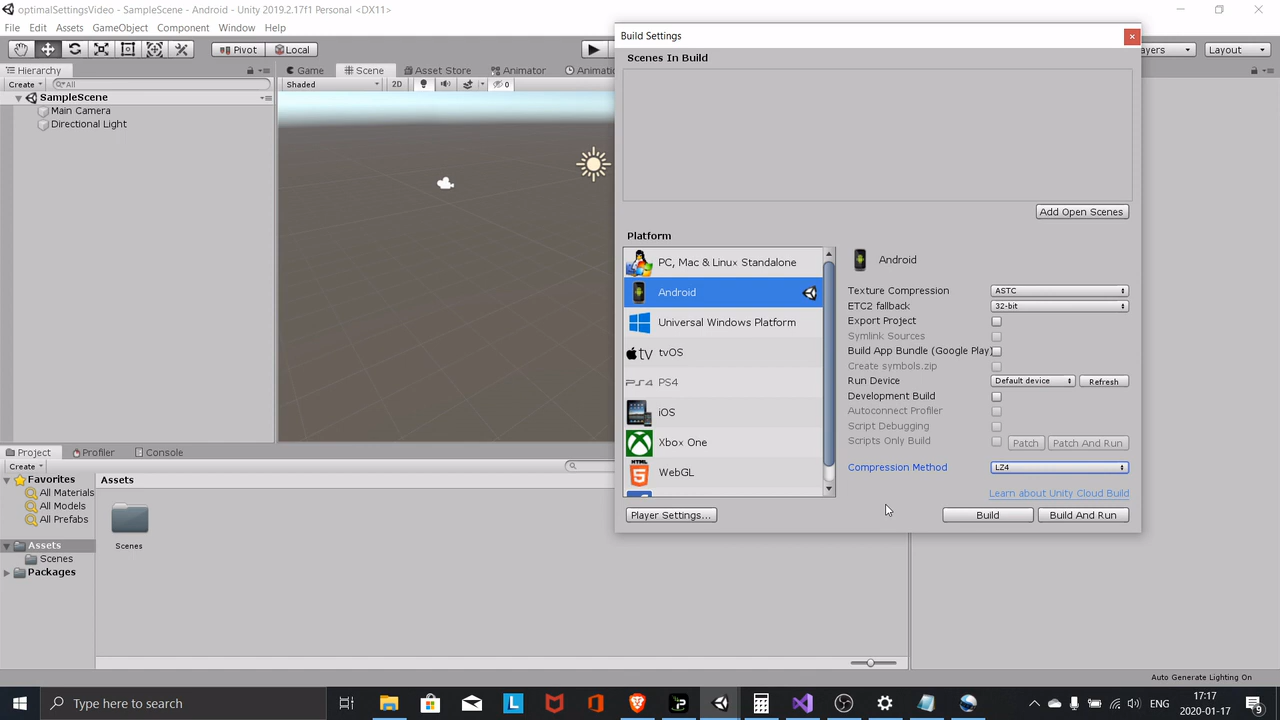 optimalSettingsVideo - SampleScene - Android - Unity 2019.2.17f1 Personal <DX11>
File Edit Assets GameObject Component Window Help
Pivot Local
Layers Layout
Hierarchy
Create All
SampleScene
Main Camera
Directional Light
Game Scene Asset Store Animator
Shaded 2D 0
Build Settings
Scenes In Build
Add Open Scenes
Platform
PC, Mac & Linux Standalone
Android
Universal Windows Platform
tvOS
PS4
iOS
Xbox One
WebGL
Player Settings...
Android
Texture Compression ASTC
ETC2 fallback 32-bit
Export Project
Symlink Sources
Build App Bundle (Google Play)
Create symbols.zip
Run Device Default device Refresh
Development Build
Autoconnect Profiler
Script Debugging
Scripts Only Build Patch Patch And Run
Compression Method LZ4
Learn about Unity Cloud Build
Build Build And Run
Project Profiler Console
Create
Favorites
All Materials
All Models
All Prefabs
Assets
Scenes
Packages
Assets
Scenes
Auto Generate Lighting On
Type here to search
ENG
17:17
2020-01-17